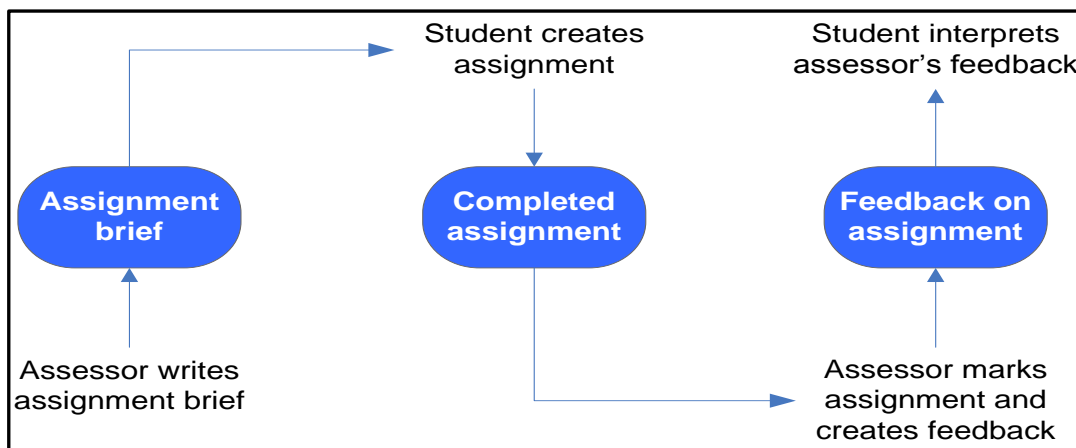 Student creates
assignment
Student interprets
assessor’s feedback
Assignment
brief
Completed
assignment
Feedback on
assignment
Assessor writes
assignment brief
Assessor marks
assignment and
creates feedback